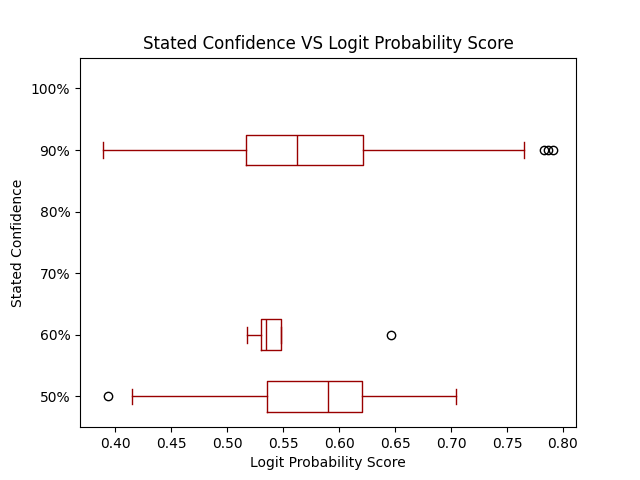 Stated Confidence VS Logit Probability Score
100%
90%
80%
70%
60%
50%
Stated Confidence
0.40 0.45 0.50 0.55 0.60 0.65 0.70 0.75 0.80
Logit Probability Score